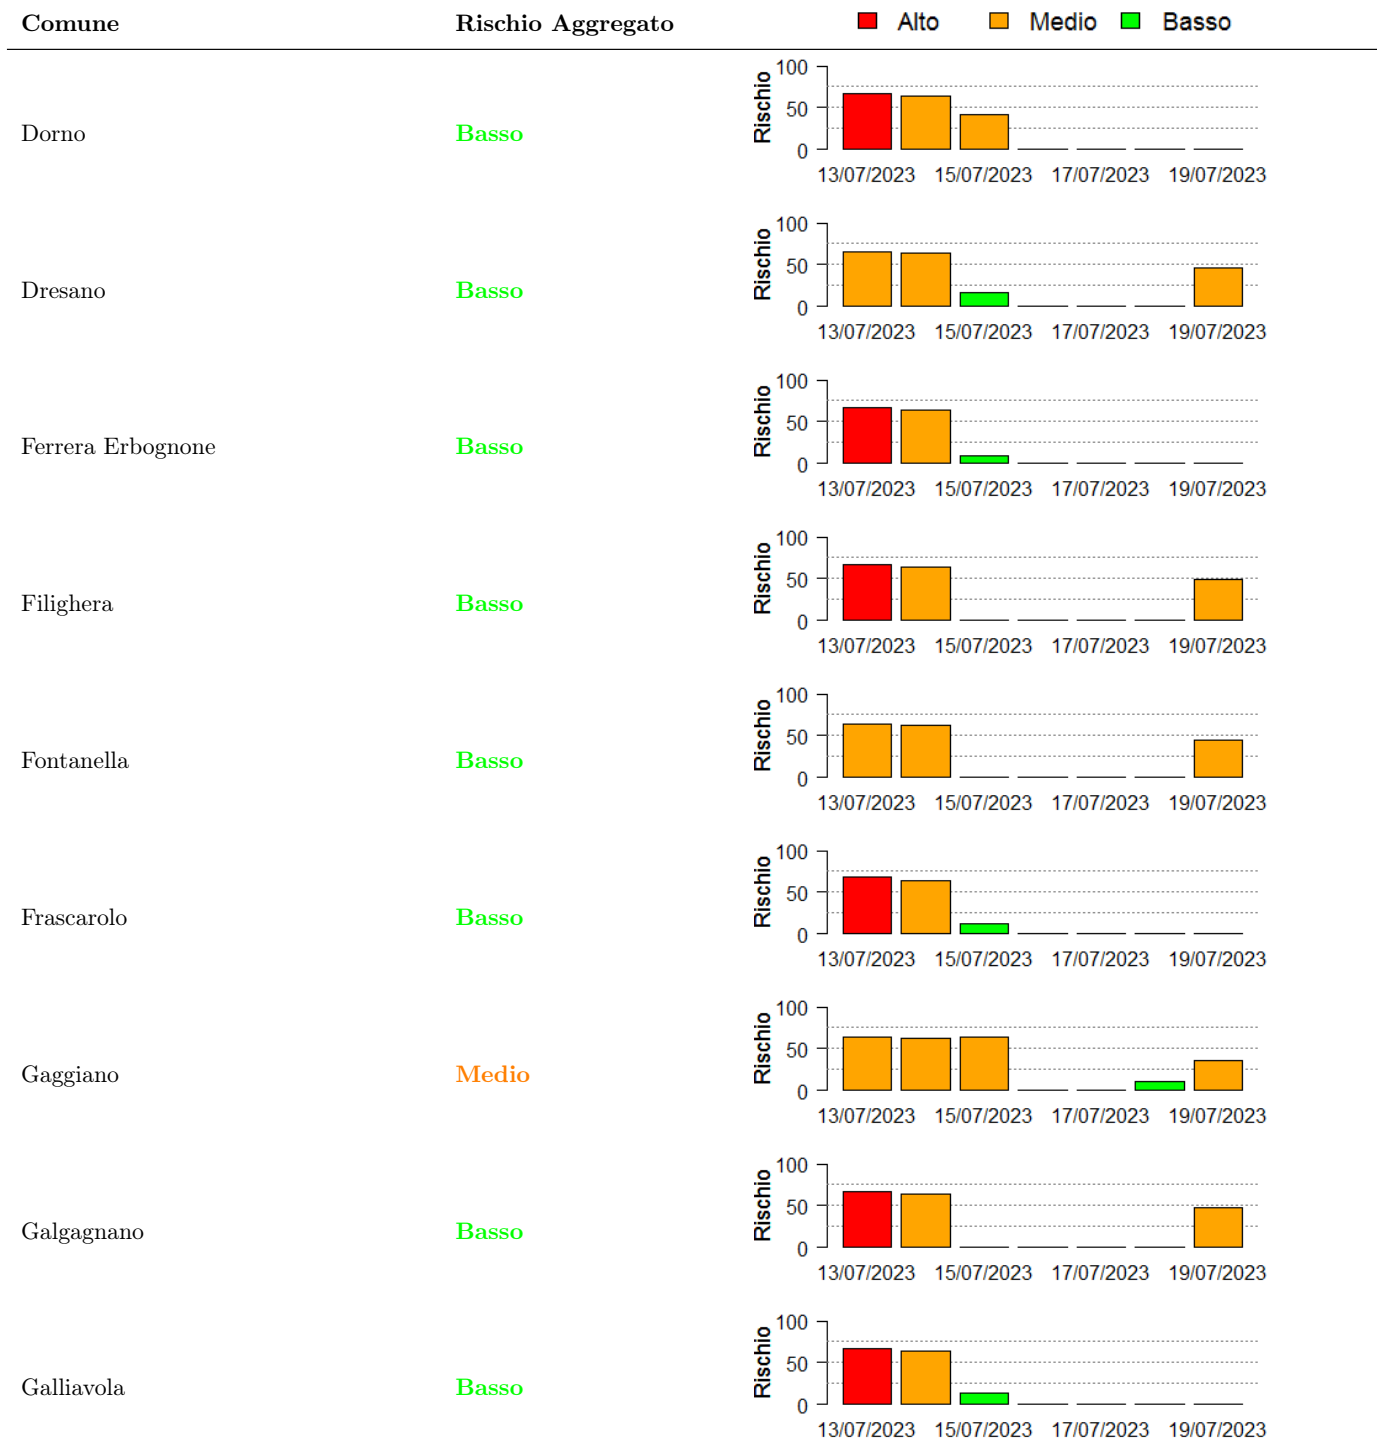 Comune Rischio Aggregato Alto Medio Basso
100
50
0
Rischio
Dorno Basso
13/07/2023 15/07/2023 17/07/2023 19/07/2023
100
50
0
Rischio
Dresano Basso
13/07/2023 15/07/2023 17/07/2023 19/07/2023
100
50
0
Rischio
Ferrera Erbognone Basso
13/07/2023 15/07/2023 17/07/2023 19/07/2023
100
50
0
Rischio
Filighera Basso
13/07/2023 15/07/2023 17/07/2023 19/07/2023
100
50
0
Rischio
Fontanella Basso
13/07/2023 15/07/2023 17/07/2023 19/07/2023
100
50
0
Rischio
Frascarolo Basso
13/07/2023 15/07/2023 17/07/2023 19/07/2023
100
50
0
Rischio
Gaggiano Medio
13/07/2023 15/07/2023 17/07/2023 19/07/2023
100
50
0
Rischio
Galgagnano Basso
13/07/2023 15/07/2023 17/07/2023 19/07/2023
100
50
0
Rischio
Galliavola Basso
13/07/2023 15/07/2023 17/07/2023 19/07/2023